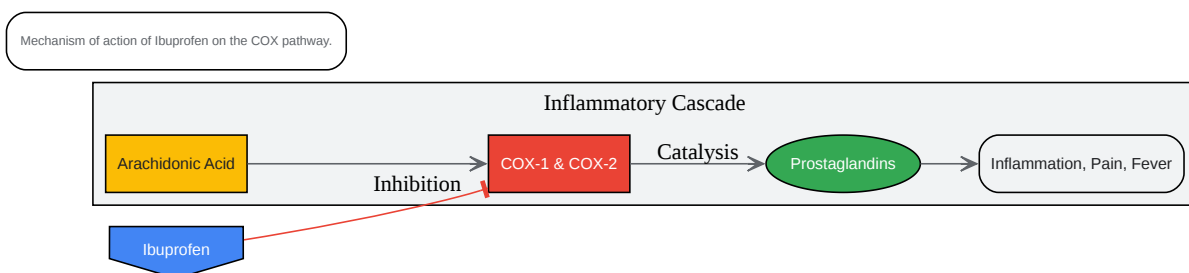 Mechanism of action of Ibuprofen on the COX pathway.
Inflammatory Cascade
Arachidonic Acid
COX-1 & COX-2
Catalysis
Prostaglandins
Inflammation, Pain, Fever
Inhibition
Ibuprofen